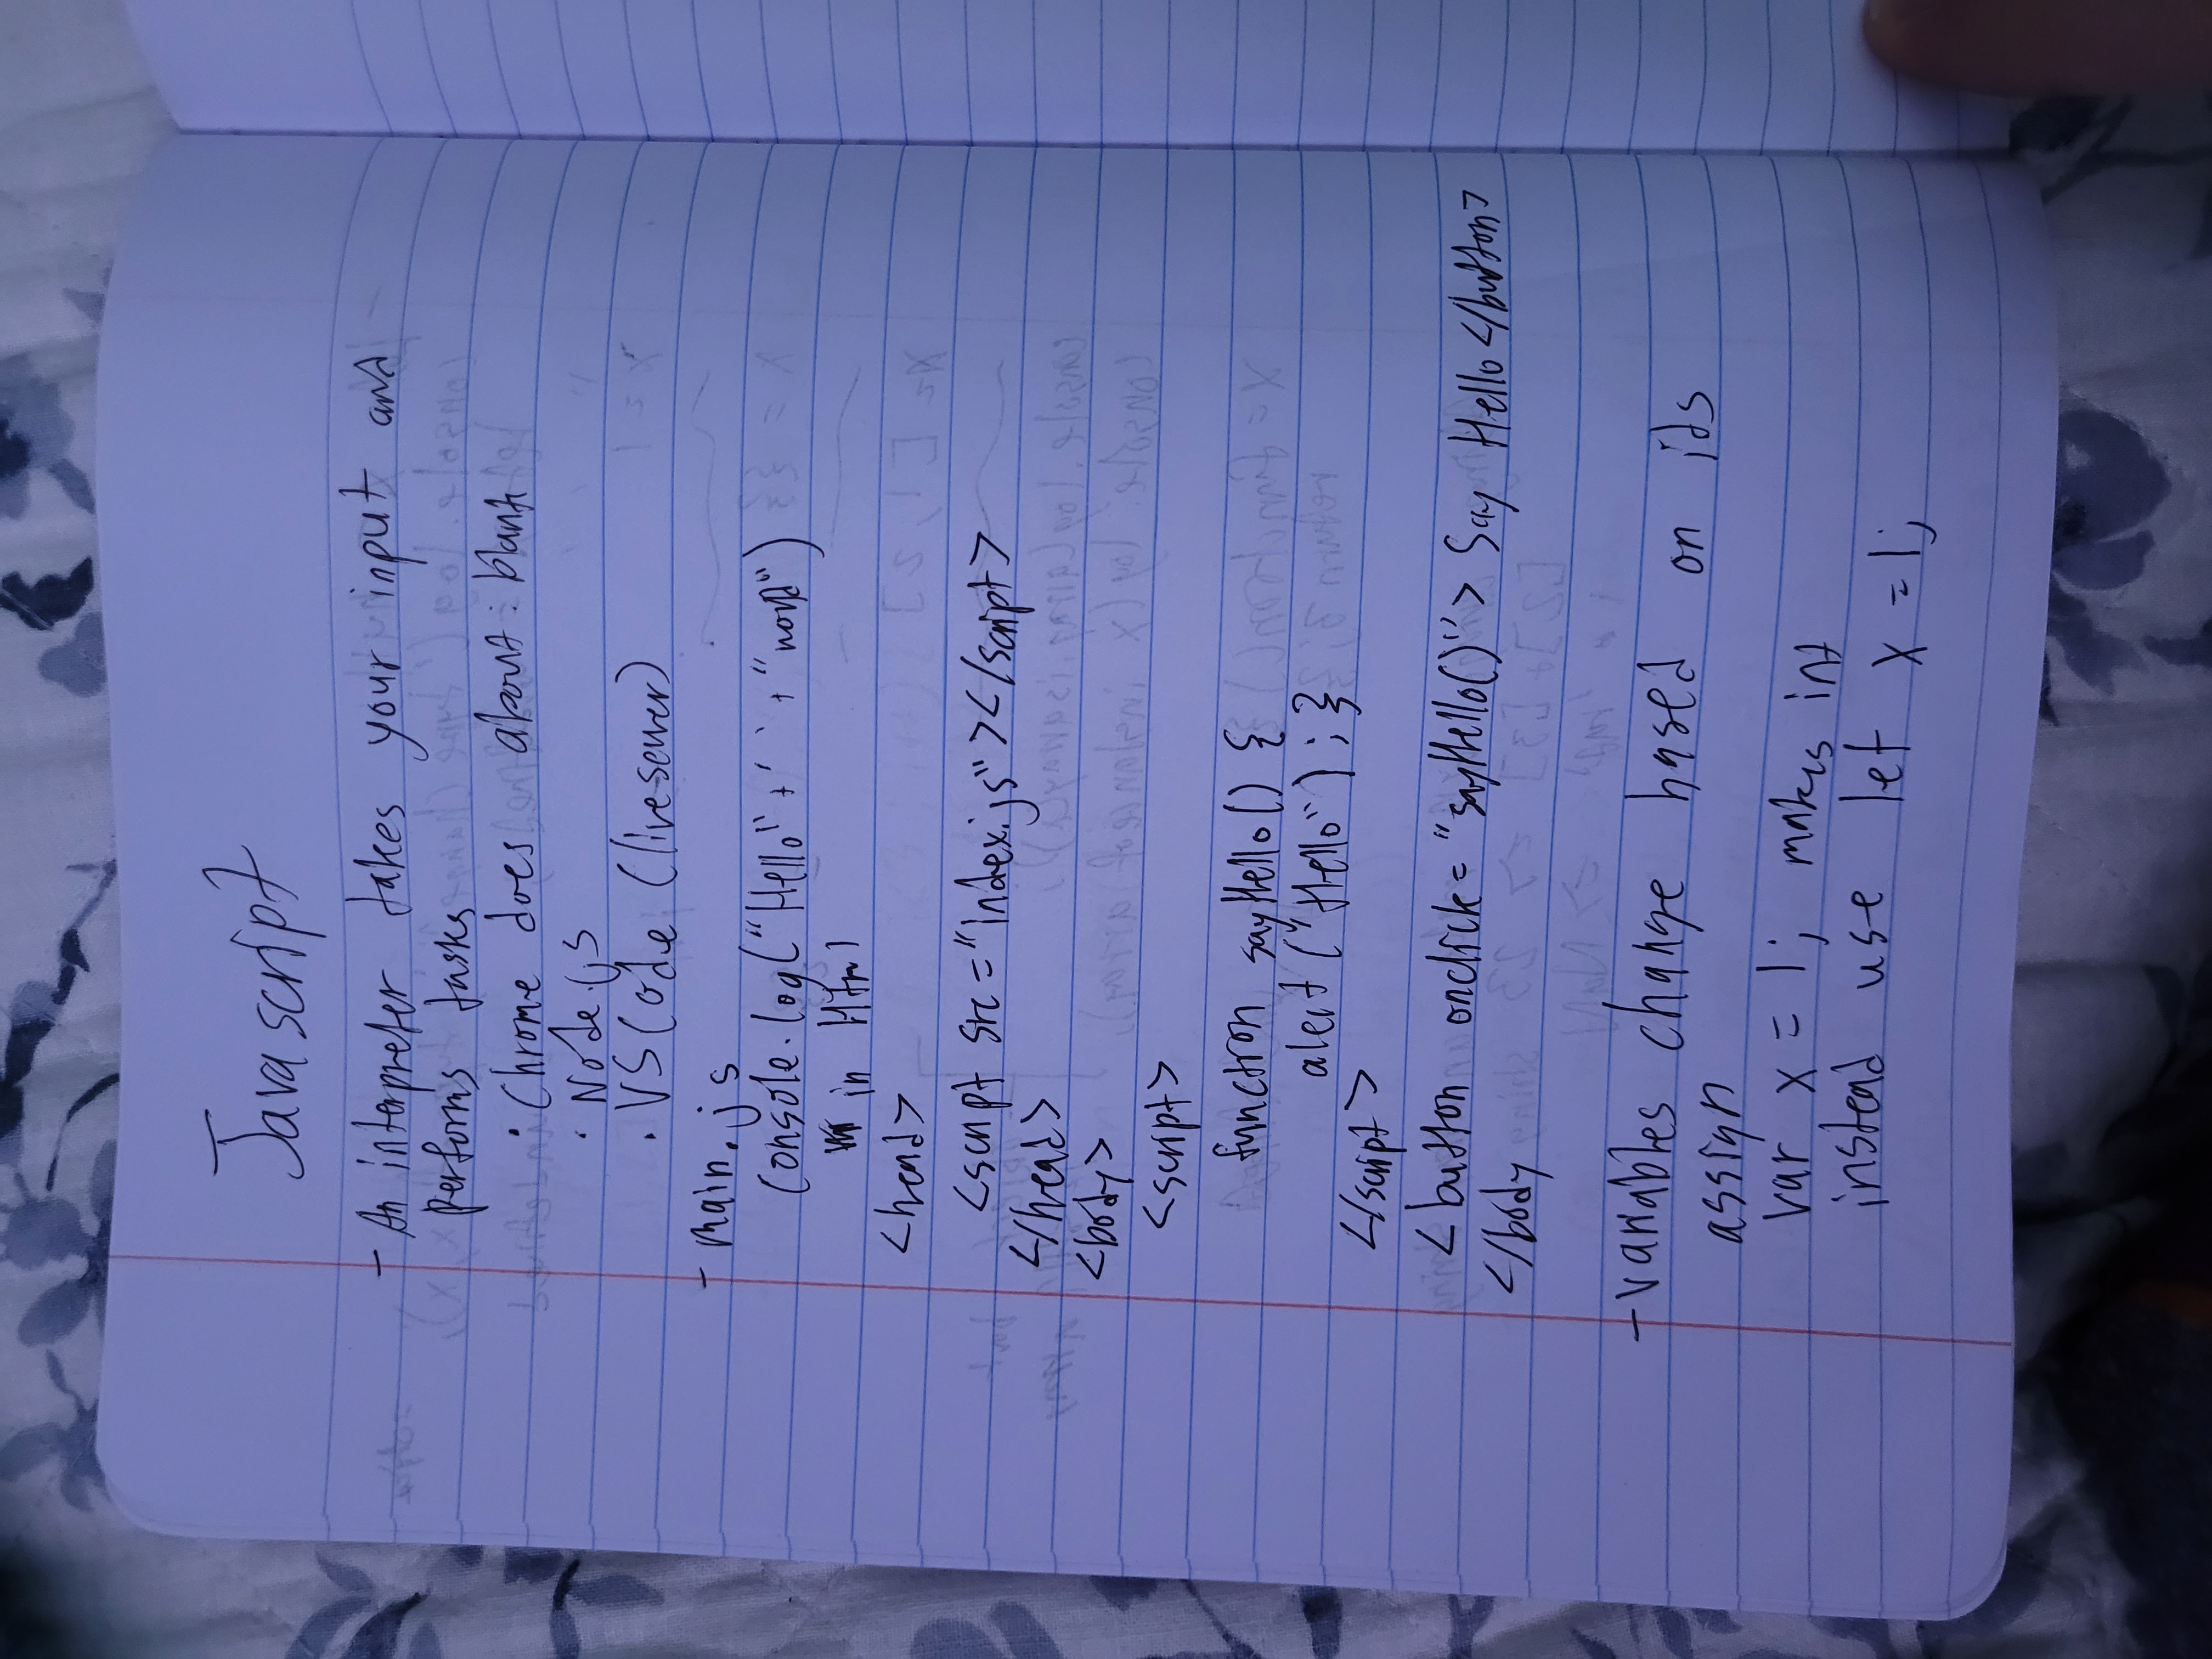 Javascript
- An interpreter takes your input and
performs tasks
· Chrome does about:blank
· Node.js
· VS Code (liveserver)
- main.js
Console.log("Hello" + ' ' + "world")
in Html
<head>
<script src="index.js"></script>
</head>
<body>
<script>
function sayHello() {
alert ("Hello") ; }
</script>
<button onclick="sayHello()"> Say Hello </button>
</body
- variables change based on its
assign
var x = 1; makes int
instead use let x = 1;